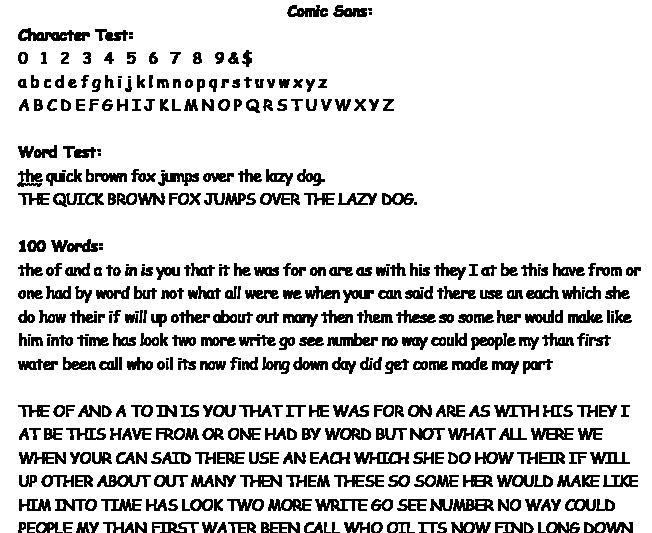 Comic Sans:
Character Test:
0 1 2 3 4 5 6 7 8 9&$
a b c d e f g h i j k l m n o p q r s t u v w x y z
A B C D E F G H I J K L M N O P Q R S T U V W X Y Z
Word Test:
the quick brown fox jumps over the lazy dog.
THE QUICK BROWN FOX JUMPS OVER THE LAZY DOG.
100 Words:
the of and a to in is you that it he was for on are as with his they I at be this have from or
one had by word but not what all were we when your can said there use an each which she
do how their if will up other about out many then them these so some her would make like
him into time has look two more write go see number no way could people my than first
water been call who oil its now find long down day did get come made may part
THE OF AND A TO IN IS YOU THAT IT HE WAS FOR ON ARE AS WITH HIS THEY I
AT BE THIS HAVE FROM OR ONE HAD BY WORD BUT NOT WHAT ALL WERE WE
WHEN YOUR CAN SAID THERE USE AN EACH WHICH SHE DO HOW THEIR IF WILL
UP OTHER ABOUT OUT MANY THEN THEM THESE SO SOME HER WOULD MAKE LIKE
HIM INTO TIME HAS LOOK TWO MORE WRITE GO SEE NUMBER NO WAY COULD
PEOPLE MY THAN FIRST WATER BEEN CALL WHO OIL ITS NOW FIND LONG DOWN